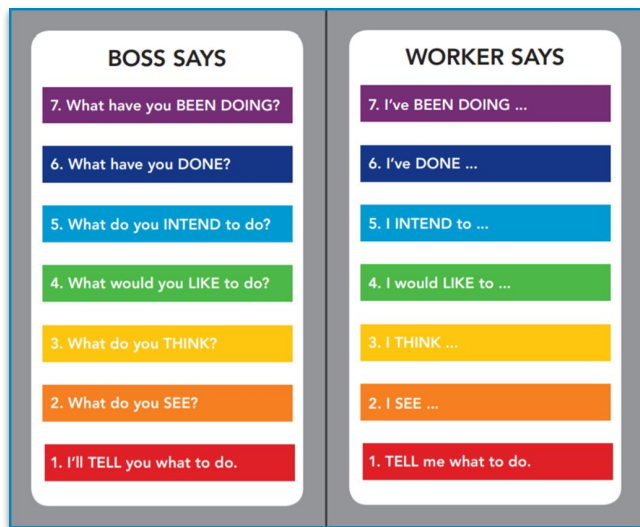 BOSS SAYS
7. What have you BEEN DOING?
6. What have you DONE?
5. What do you INTEND to do?
4. What would you LIKE to do?
3. What do you THINK?
2. What do you SEE?
1. I'll TELL you what to do.
WORKER SAYS
7. I've BEEN DOING ...
6. I've DONE ...
5. I INTEND to ...
4. I would LIKE to ...
3. I THINK ...
2. I SEE ...
1. TELL me what to do.